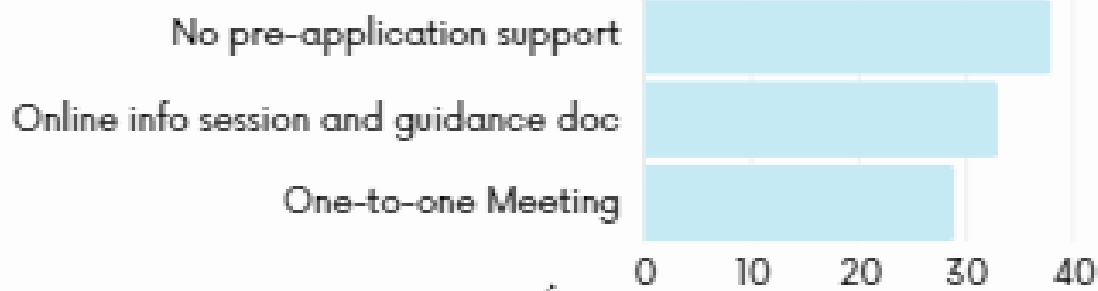 No pre-application support
Online info session and guidance doc
One-to-one Meeting
0 10 20 30 40